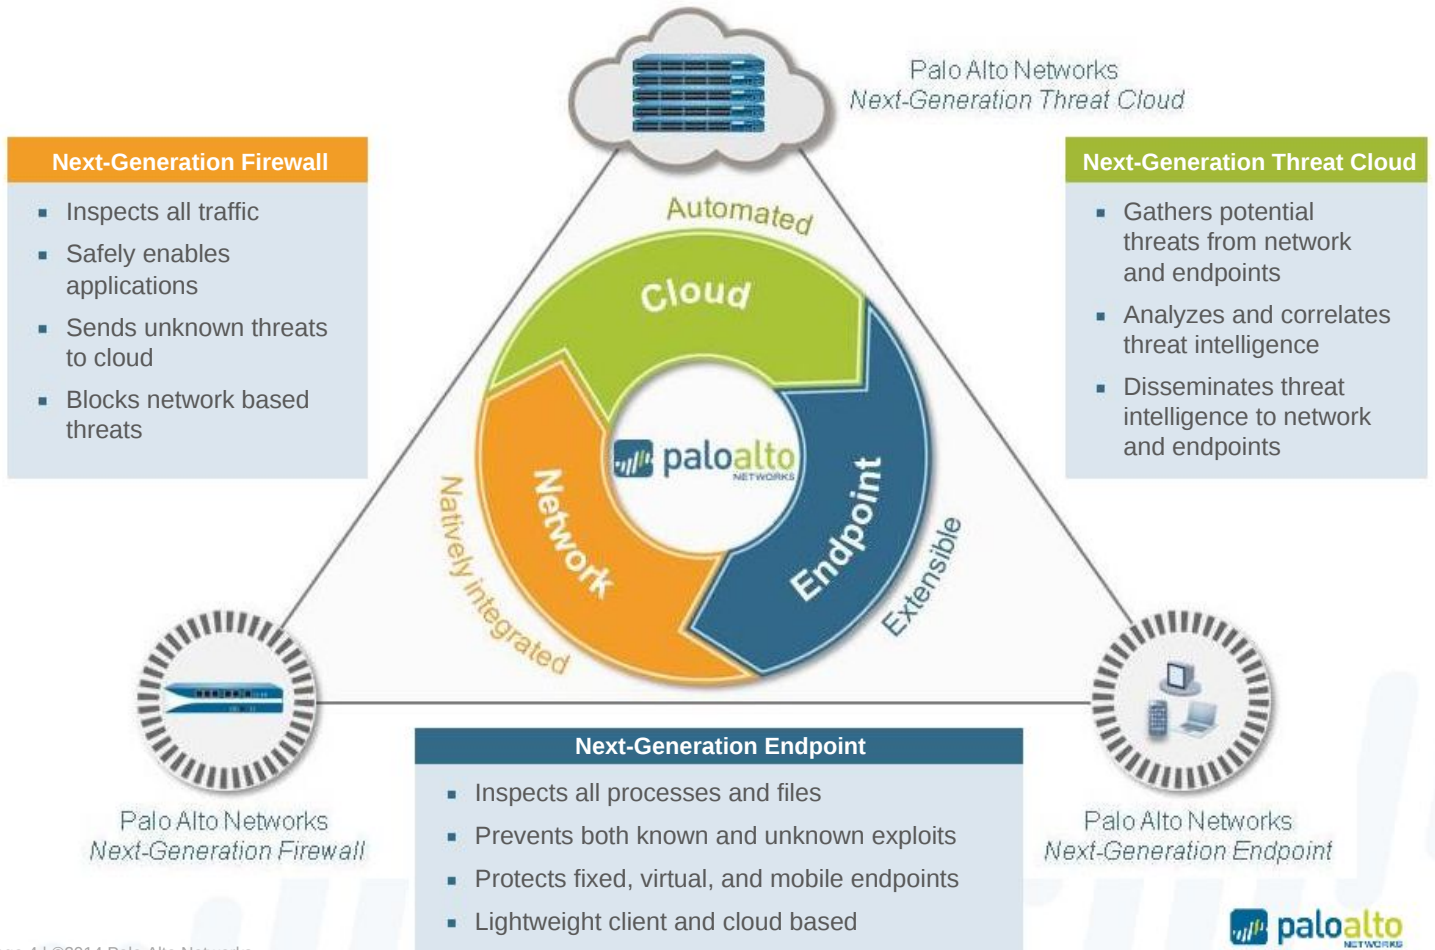 Palo Alto Networks
Next-Generation Threat Cloud
Next-Generation Firewall
Inspects all traffic
Safely enables
applications
Sends unknown threats
to cloud
Blocks network based
threats
Next-Generation Threat Cloud
Gathers potential
threats from network
and endpoints
Analyzes and correlates
threat intelligence
Disseminates threat
intelligence to network
and endpoints
Automated
Cloud
Natively integrated
Network
paloalto
NETWORKS
Endpoint
Extensible
Palo Alto Networks
Next-Generation Firewall
Next-Generation Endpoint
Inspects all processes and files
Prevents both known and unknown exploits
Protects fixed, virtual, and mobile endpoints
Lightweight client and cloud based
Palo Alto Networks
Next-Generation Endpoint
paloalto
NETWORKS
©2014 Palo Alto Networks